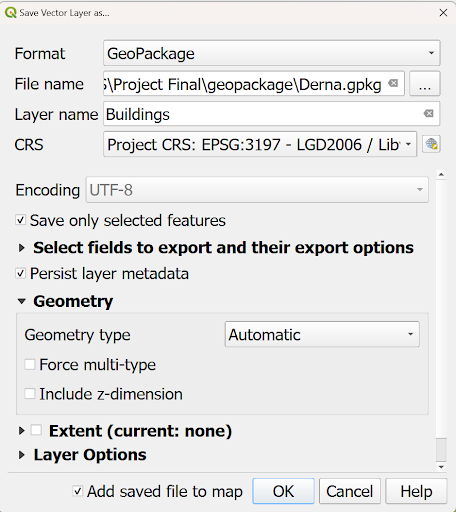 Save Vector Layer as...
Format GeoPackage
File name \Project Final\geopackage\Derna.gpkg ...
Layer name Buildings
CRS Project CRS: EPSG:3197 - LGD2006 / Lib
Encoding UTF-8
Save only selected features
Select fields to export and their export options
Persist layer metadata
Geometry
Geometry type Automatic
Force multi-type
Include z-dimension
Extent (current: none)
Layer Options
Add saved file to map OK Cancel Help